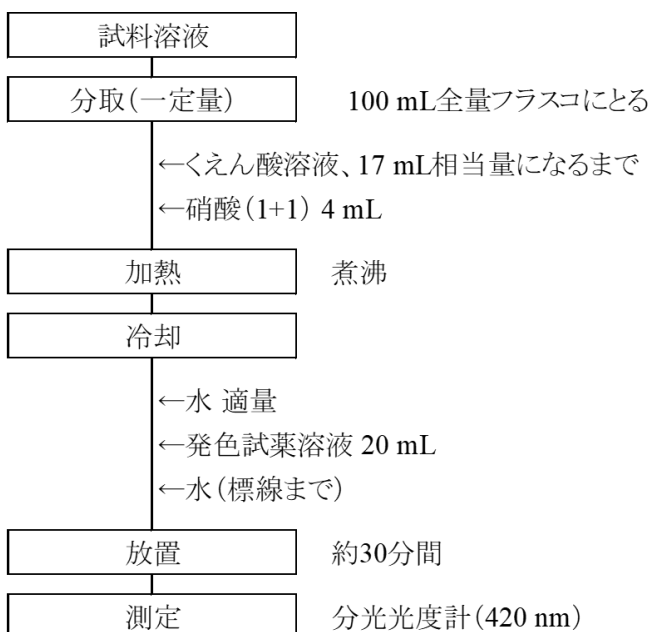 試料溶液
分取(一定量) 100 mL全量フラスコにとる
←くえん酸溶液、17 mL相当量になるまで
←硝酸(1+1) 4 mL
加熱 煮沸
冷却
←水 適量
←発色試薬溶液 20 mL
←水(標線まで)
放置 約30分間
測定 分光光度計(420 nm)